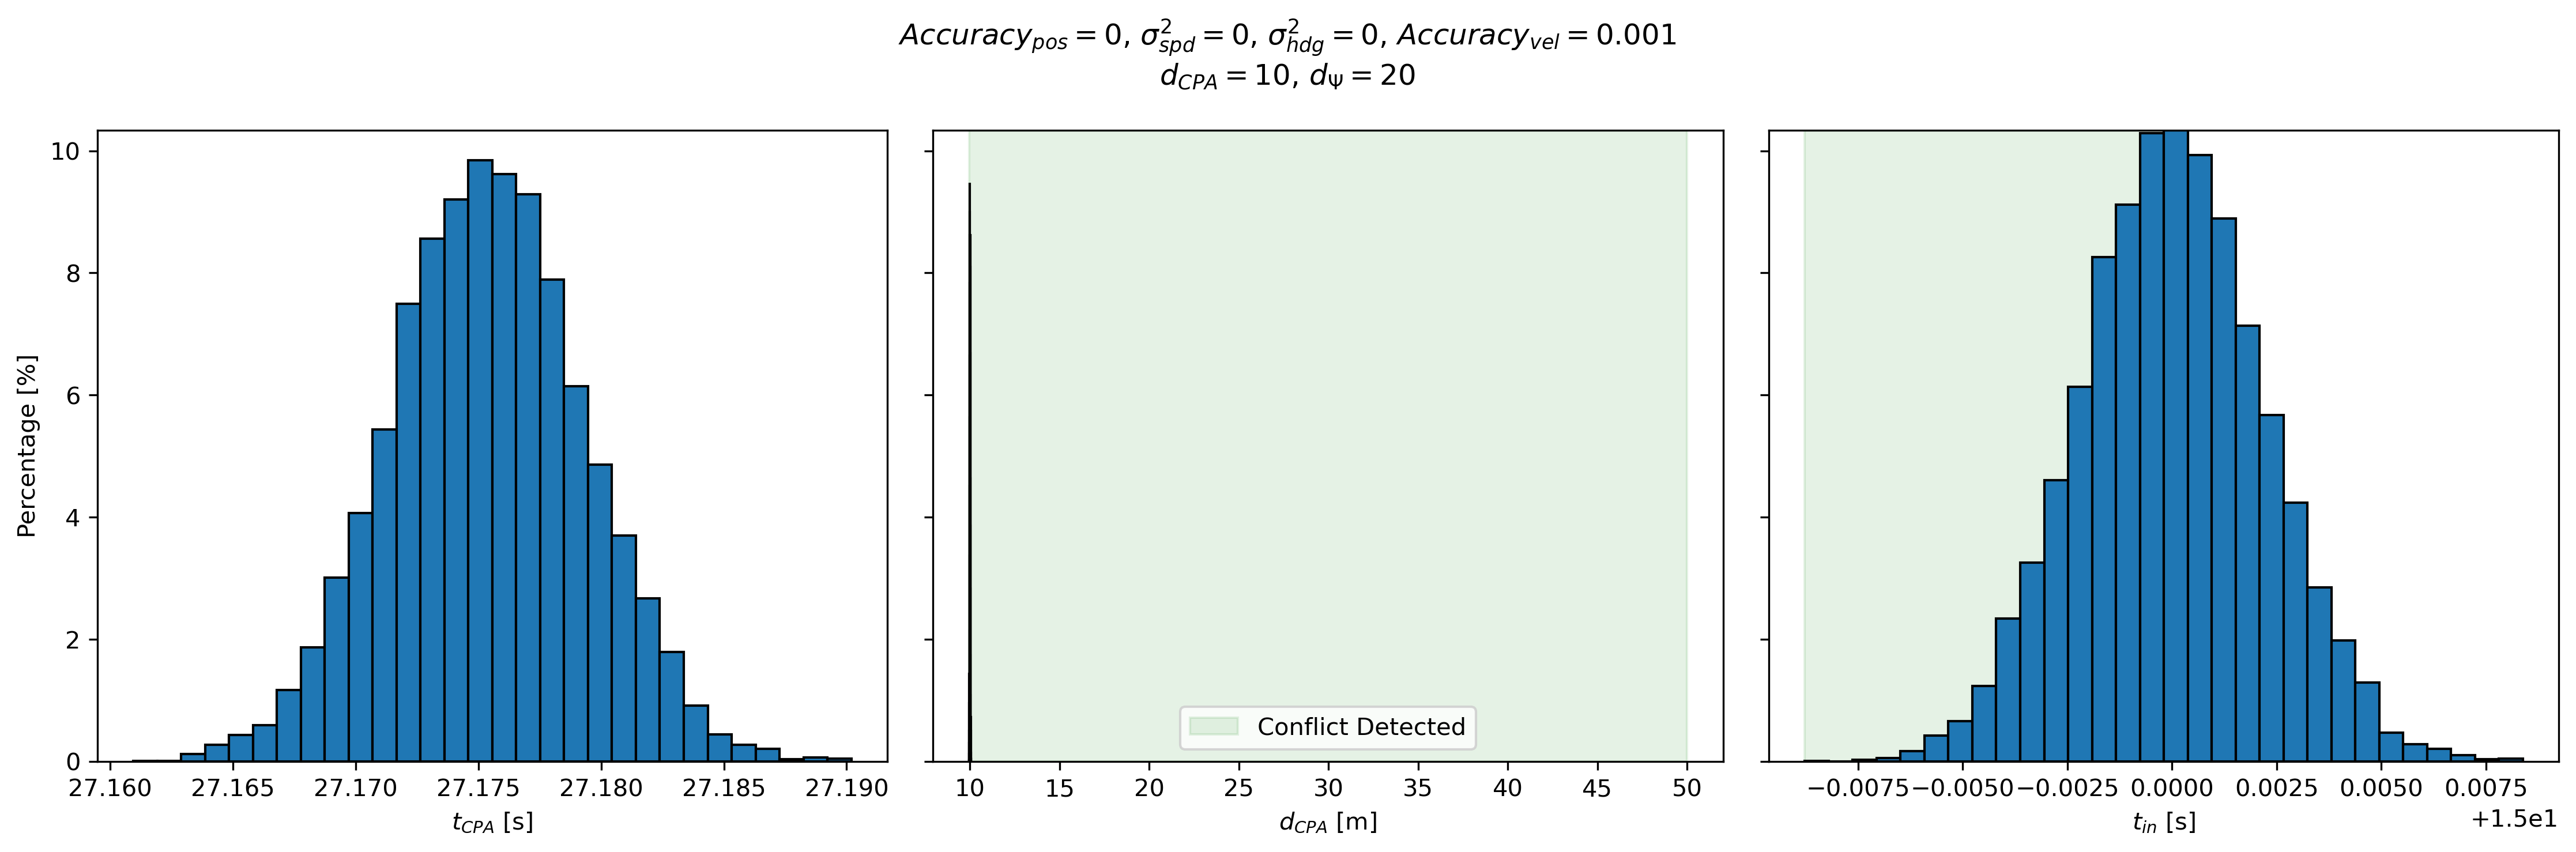 Accuracy_pos = 0, σ²_spd = 0, σ²_hdg = 0, Accuracy_vel = 0.001
d_CPA = 10, d_Ψ = 20
Percentage [%]
10
8
6
4
2
0
27.160 27.165 27.170 27.175 27.180 27.185 27.190
t_CPA [s]
Conflict Detected
10 15 20 25 30 35 40 45 50
d_CPA [m]
−0.0075 −0.0050 −0.0025 0.0000 0.0025 0.0050 0.0075
+1.5e1
t_in [s]